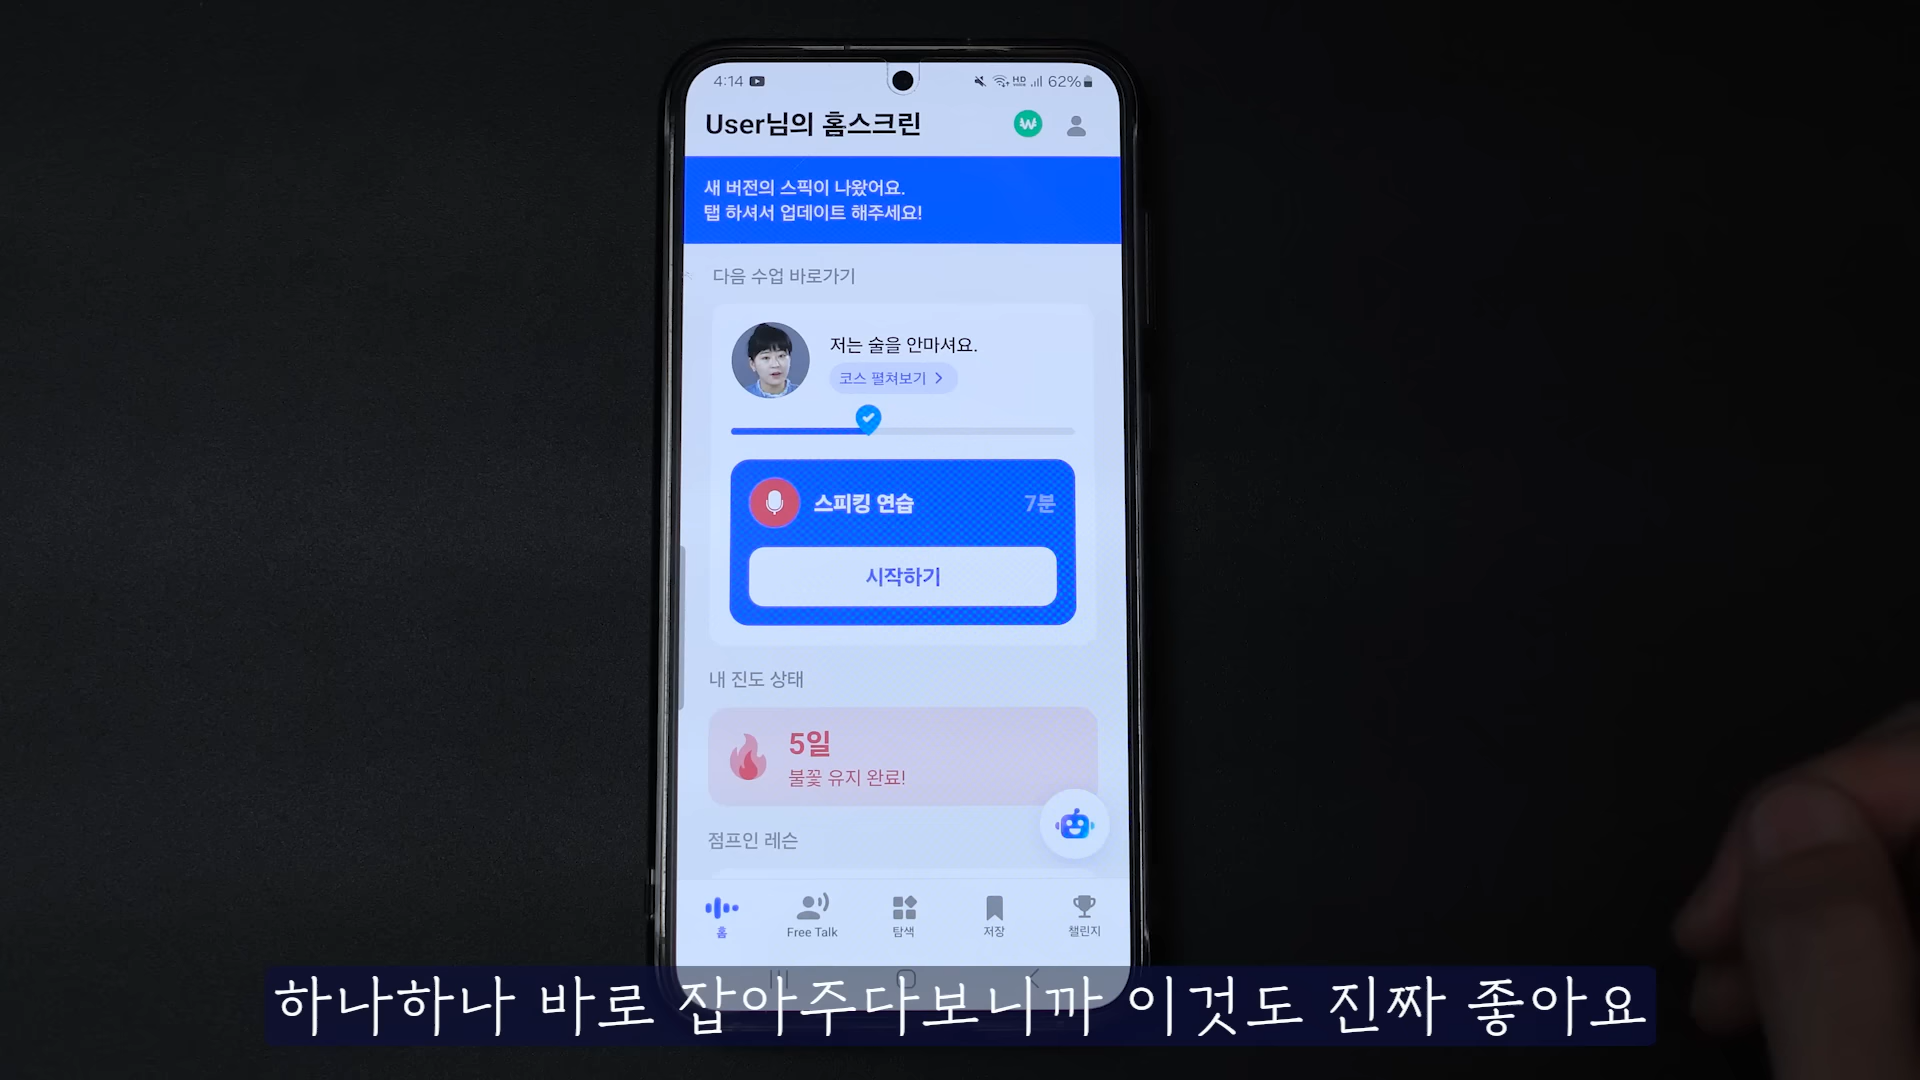 4:14
HD
62%
User님의 홈스크린
새 버전의 스픽이 나왔어요.
탭 하셔서 업데이트 해주세요!
다음 수업 바로가기
저는 술을 안마셔요.
코스 펼쳐보기
스피킹 연습
7분
시작하기
내 진도 상태
5일
불꽃 유지 완료!
점프인 레슨
홈
Free Talk
탐색
저장
챌린지
하나하나 바로 잡아주다보니까 이것도 진짜 좋아요